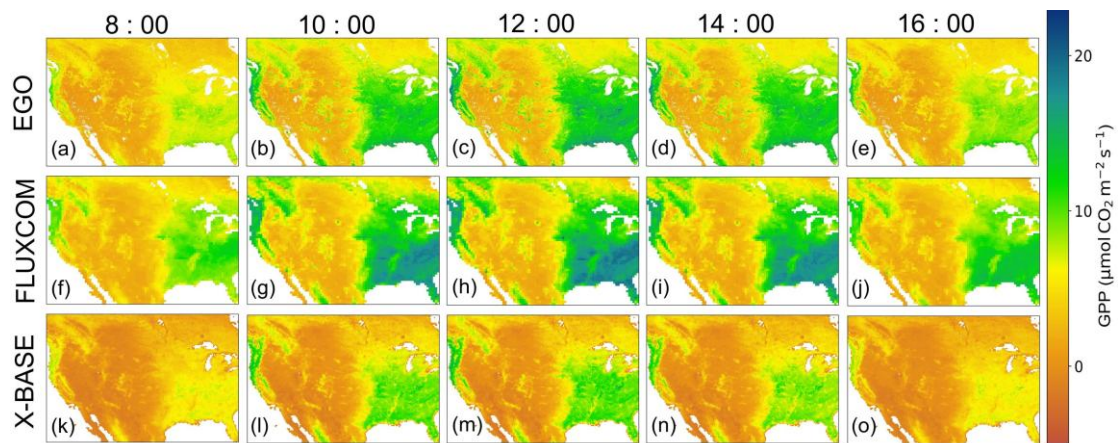 8 : 00 10 : 00 12 : 00 14 : 00 16 : 00
EGO
(a) (b) (c) (d) (e)
FLUXCOM
(f) (g) (h) (i) (j)
X-BASE
(k) (l) (m) (n) (o)
20
10
0
GPP (μmol CO₂ m⁻² s⁻¹)